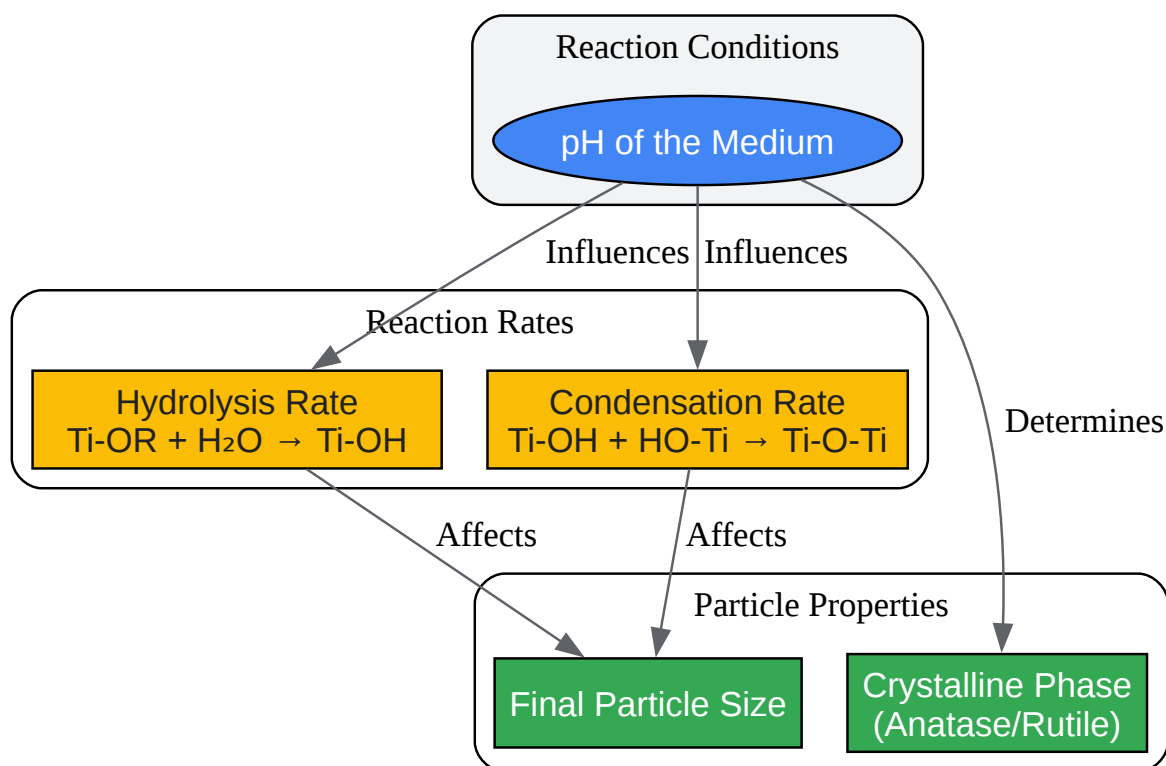 Reaction Conditions
pH of the Medium
Influences
Influences
Reaction Rates
Hydrolysis Rate
Ti-OR + H₂O → Ti-OH
Condensation Rate
Ti-OH + HO-Ti → Ti-O-Ti
Determines
Affects
Affects
Particle Properties
Final Particle Size
Crystalline Phase
(Anatase/Rutile)